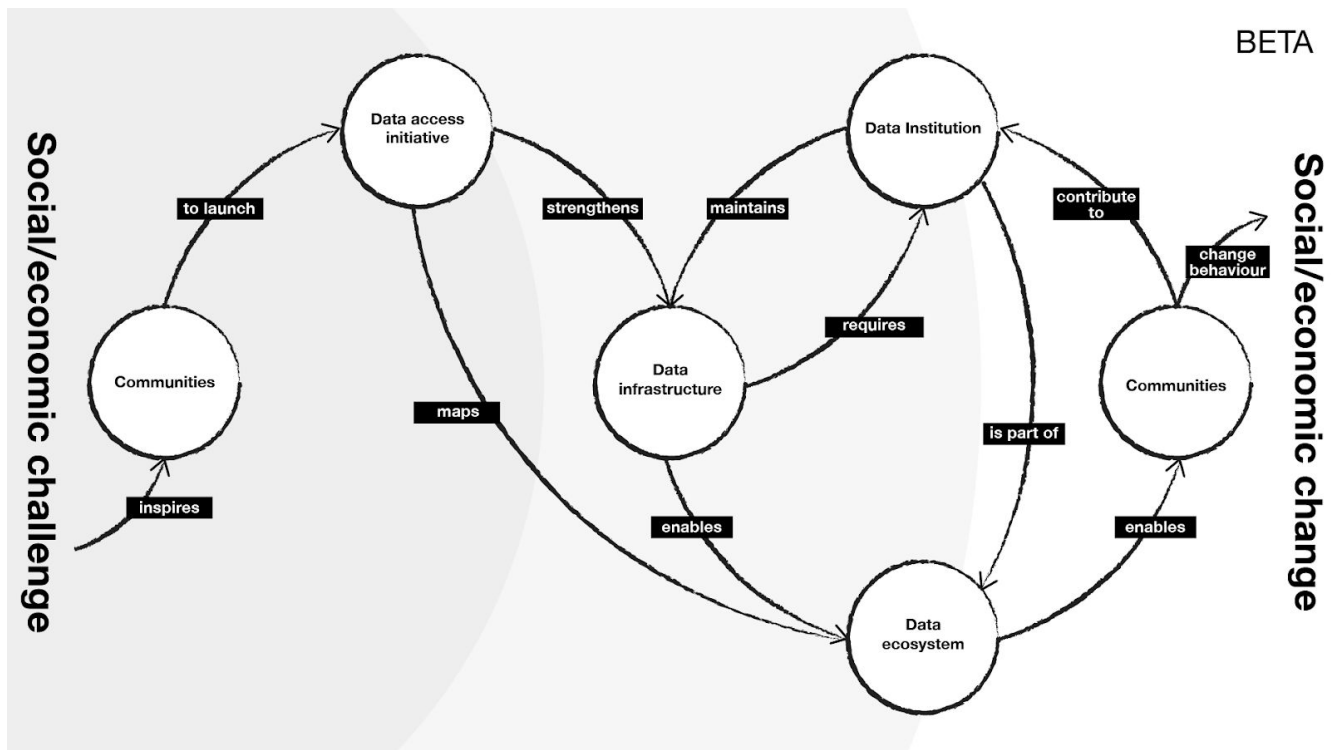 BETA
Social/economic challenge
inspires
Communities
to launch
Data access
initiative
strengthens
maps
Data
infrastructure
maintains
requires
enables
Data Institution
is part of
Data
ecosystem
enables
Communities
contribute
to
change
behaviour
Social/economic change